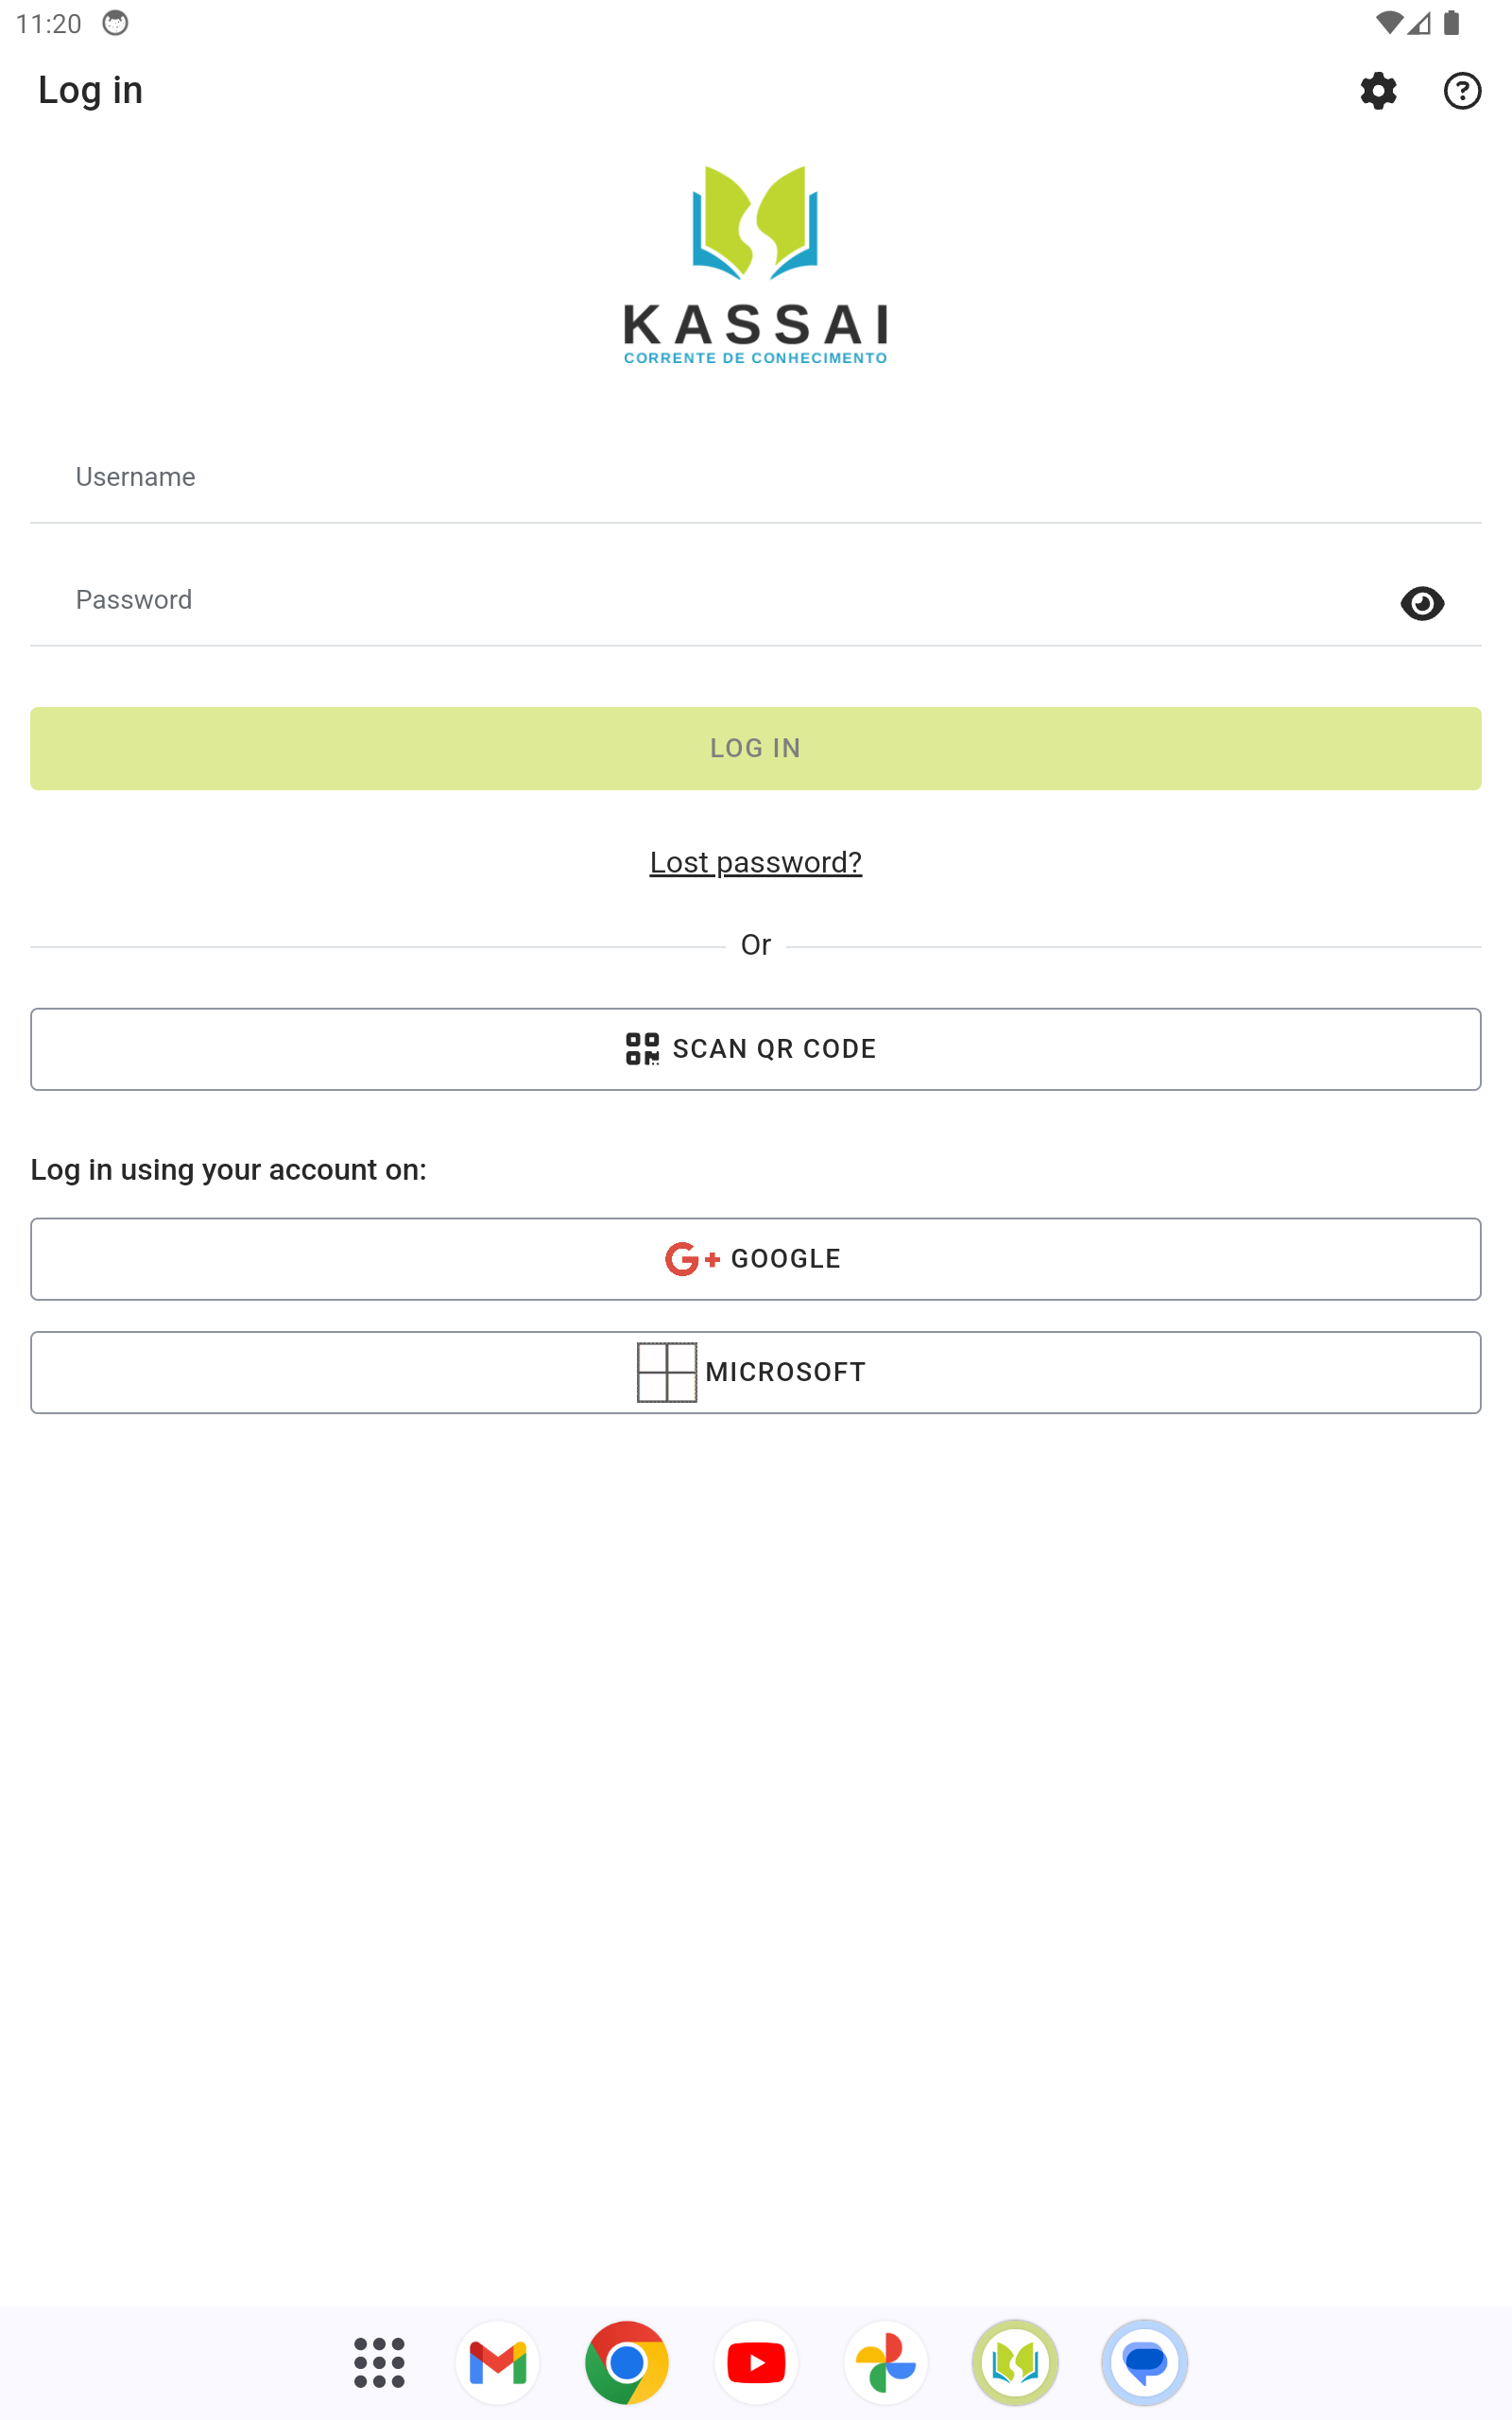 11:20
Log in
KASSAI
CORRENTE DE CONHECIMENTO
Username
Password
LOG IN
Lost password?
Or
SCAN QR CODE
Log in using your account on:
G+ GOOGLE
MICROSOFT